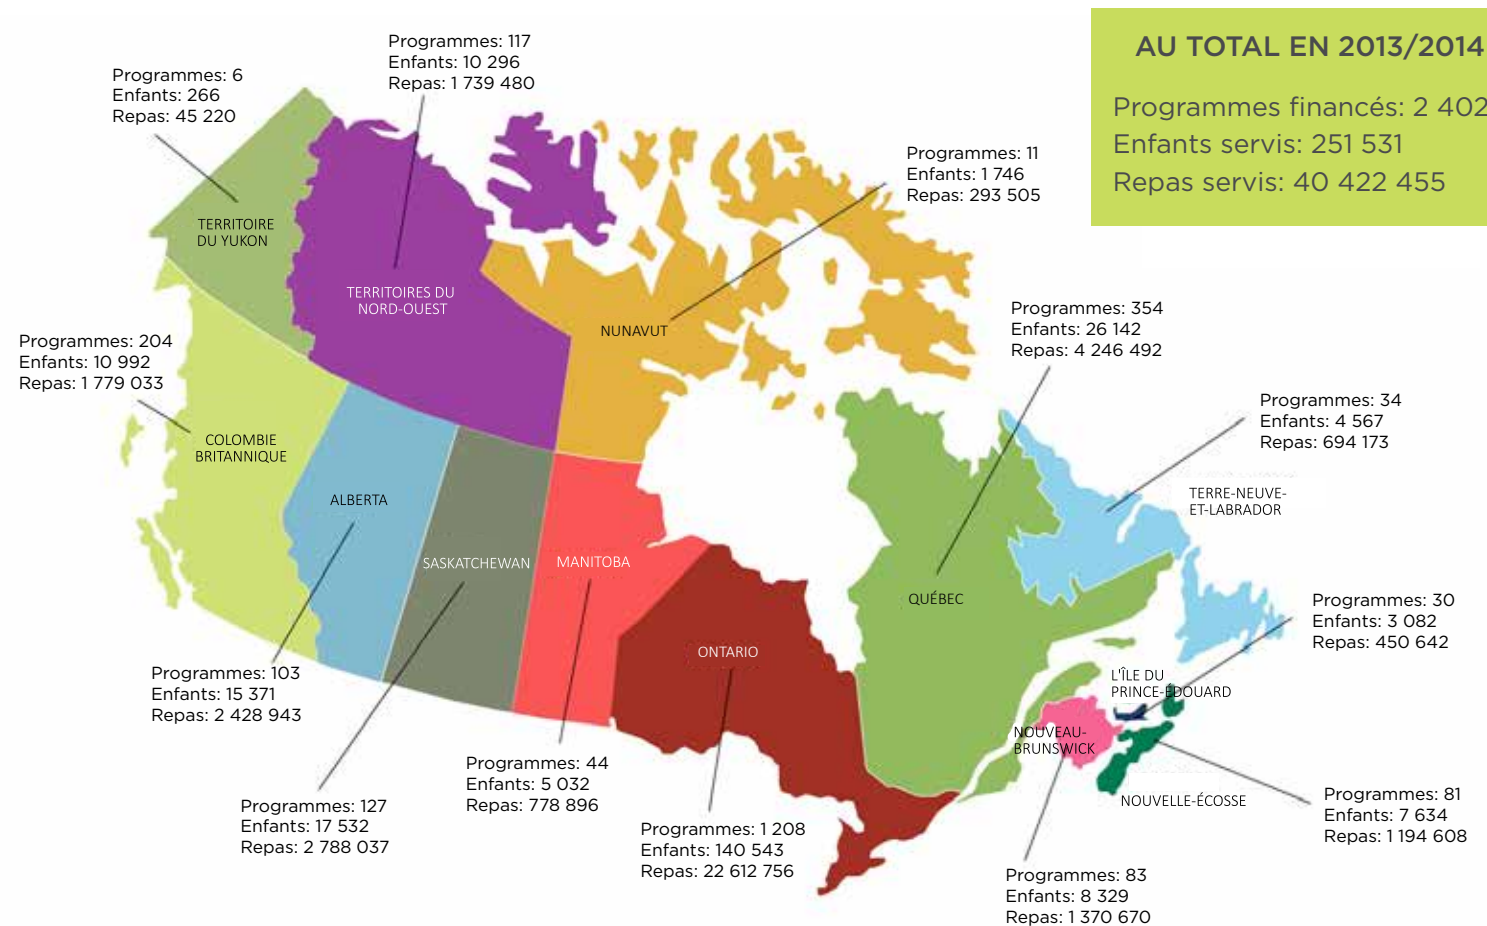 AU TOTAL EN 2013/2014
Programmes financés: 2 402
Enfants servis: 251 531
Repas servis: 40 422 455
Programmes: 117
Enfants: 10 296
Repas: 1 739 480
Programmes: 6
Enfants: 266
Repas: 45 220
Programmes: 11
Enfants: 1 746
Repas: 293 505
TERRITOIRE
DU YUKON
TERRITOIRES DU
NORD-OUEST
NUNAVUT
Programmes: 354
Enfants: 26 142
Repas: 4 246 492
Programmes: 204
Enfants: 10 992
Repas: 1 779 033
Programmes: 34
Enfants: 4 567
Repas: 694 173
COLOMBIE
BRITANNIQUE
ALBERTA
TERRE-NEUVE-
ET-LABRADOR
SASKATCHEWAN
MANITOBA
QUÉBEC
Programmes: 30
Enfants: 3 082
Repas: 450 642
ONTARIO
L'ÎLE DU
PRINCE-ÉDOUARD
Programmes: 103
Enfants: 15 371
Repas: 2 428 943
NOUVEAU-
BRUNSWICK
NOUVELLE-ÉCOSSE
Programmes: 44
Enfants: 5 032
Repas: 778 896
Programmes: 127
Enfants: 17 532
Repas: 2 788 037
Programmes: 1 208
Enfants: 140 543
Repas: 22 612 756
Programmes: 81
Enfants: 7 634
Repas: 1 194 608
Programmes: 83
Enfants: 8 329
Repas: 1 370 670